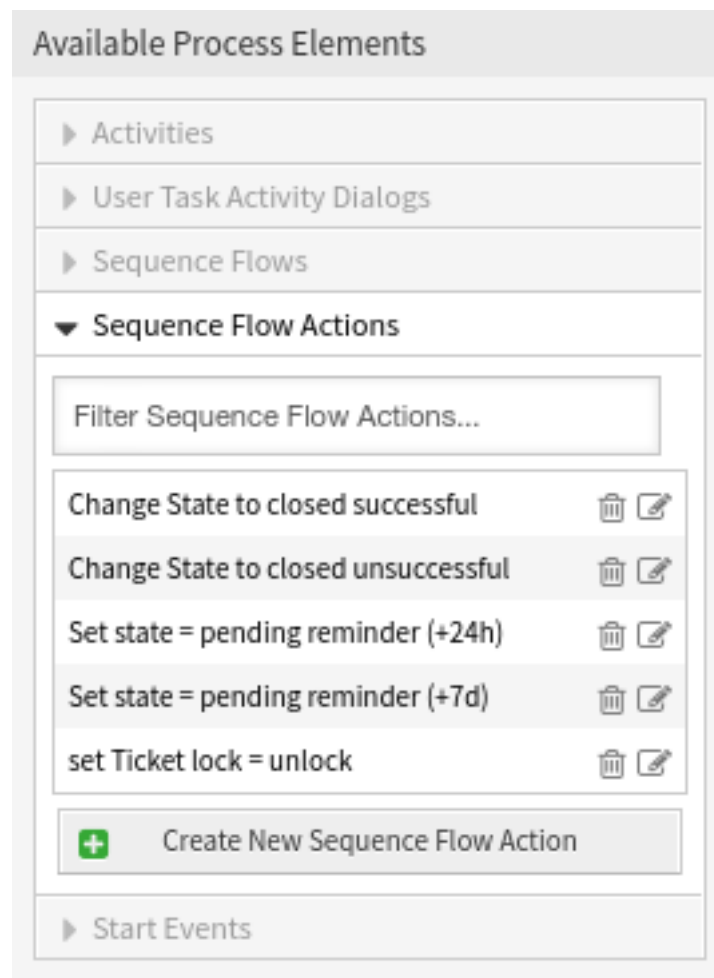 Available Process Elements
Activities
User Task Activity Dialogs
Sequence Flows
Sequence Flow Actions
Filter Sequence Flow Actions...
Change State to closed successful
Change State to closed unsuccessful
Set state = pending reminder (+24h)
Set state = pending reminder (+7d)
set Ticket lock = unlock
Create New Sequence Flow Action
Start Events